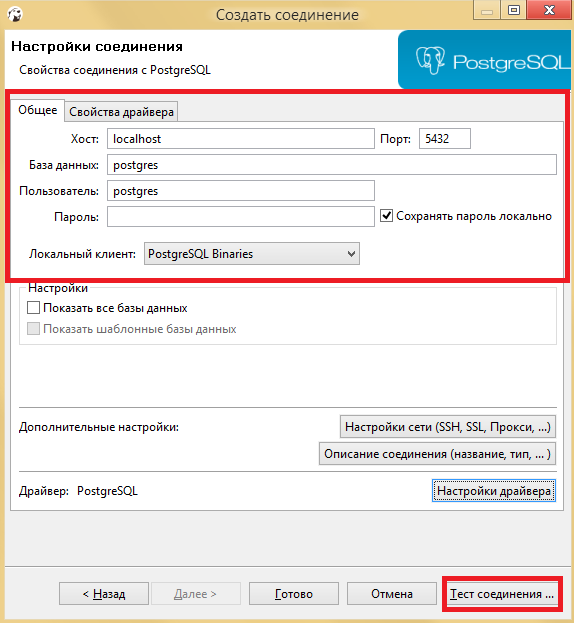 Создать соединение
Настройки соединения
Свойства соединения с PostgreSQL
PostgreSQL
Общее Свойства драйвера
Хост: localhost Порт: 5432
База данных: postgres
Пользователь: postgres
Пароль: Сохранять пароль локально
Локальный клиент: PostgreSQL Binaries
Настройки
Показать все базы данных
Показать шаблонные базы данных
Дополнительные настройки: Настройки сети (SSH, SSL, Прокси, ...)
Описание соединения (название, тип, ... )
Драйвер: PostgreSQL Настройки драйвера
< Назад Далее > Готово Отмена Тест соединения ...